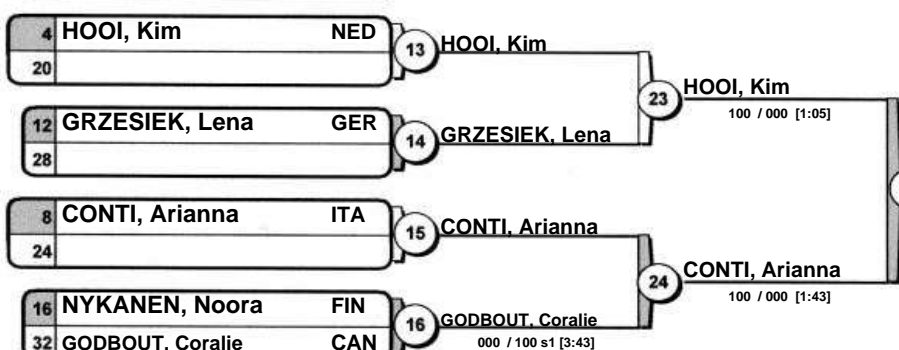 4 HOOI, Kim NED
20
13 HOOI, Kim
12 GRZESIEK, Lena GER
28
14 GRZESIEK, Lena
23 HOOI, Kim
100 / 000 [1:05]
8 CONTI, Arianna ITA
24
15 CONTI, Arianna
16 NYKANEN, Noora FIN
32 GODBOUT, Coralie CAN
16 GODBOUT, Coralie
000 / 100 s1 [3:43]
24 CONTI, Arianna
100 / 000 [1:43]